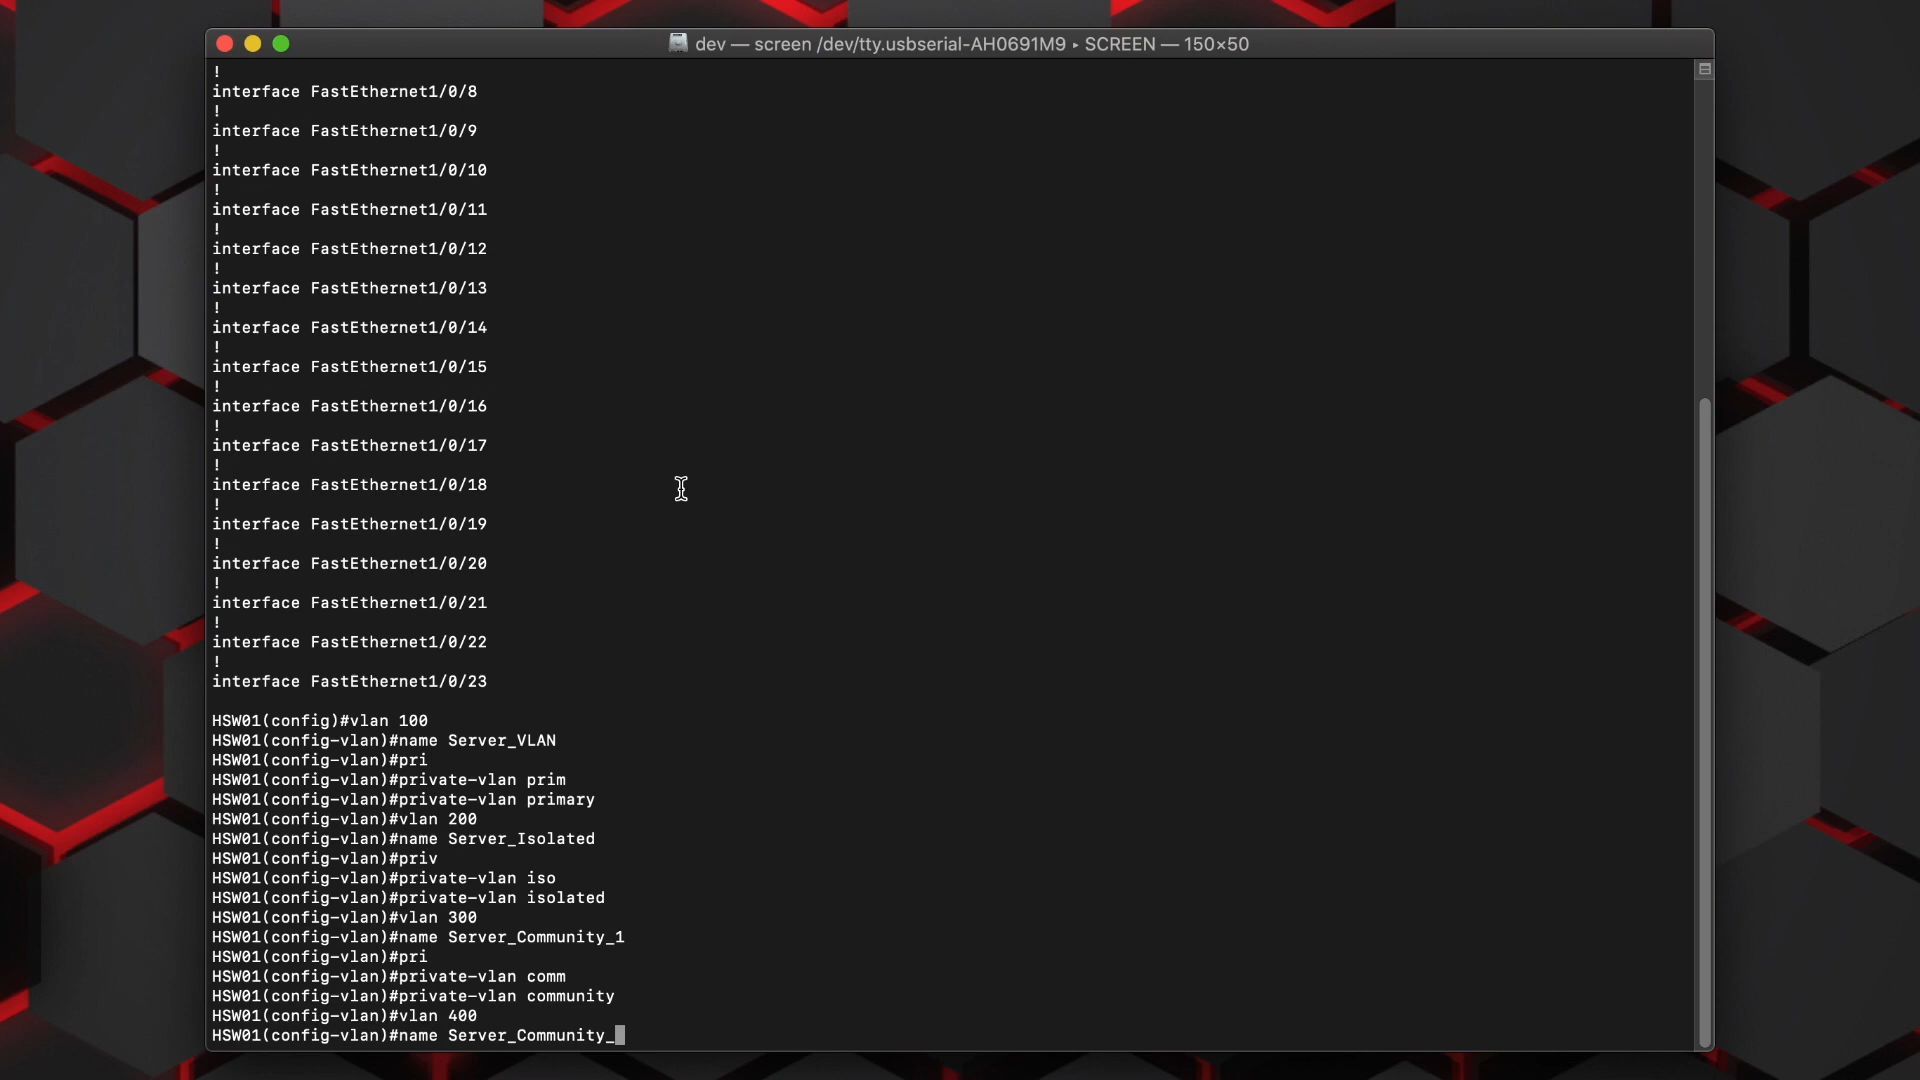 dev — screen /dev/tty.usbserial-AH0691M9 ▸ SCREEN — 150×50
!
interface FastEthernet1/0/8
!
interface FastEthernet1/0/9
!
interface FastEthernet1/0/10
!
interface FastEthernet1/0/11
!
interface FastEthernet1/0/12
!
interface FastEthernet1/0/13
!
interface FastEthernet1/0/14
!
interface FastEthernet1/0/15
!
interface FastEthernet1/0/16
!
interface FastEthernet1/0/17
!
interface FastEthernet1/0/18
!
interface FastEthernet1/0/19
!
interface FastEthernet1/0/20
!
interface FastEthernet1/0/21
!
interface FastEthernet1/0/22
!
interface FastEthernet1/0/23
HSW01(config)#vlan 100
HSW01(config-vlan)#name Server_VLAN
HSW01(config-vlan)#pri
HSW01(config-vlan)#private-vlan prim
HSW01(config-vlan)#private-vlan primary
HSW01(config-vlan)#vlan 200
HSW01(config-vlan)#name Server_Isolated
HSW01(config-vlan)#priv
HSW01(config-vlan)#private-vlan iso
HSW01(config-vlan)#private-vlan isolated
HSW01(config-vlan)#vlan 300
HSW01(config-vlan)#name Server_Community_1
HSW01(config-vlan)#pri
HSW01(config-vlan)#private-vlan comm
HSW01(config-vlan)#private-vlan community
HSW01(config-vlan)#vlan 400
HSW01(config-vlan)#name Server_Community_